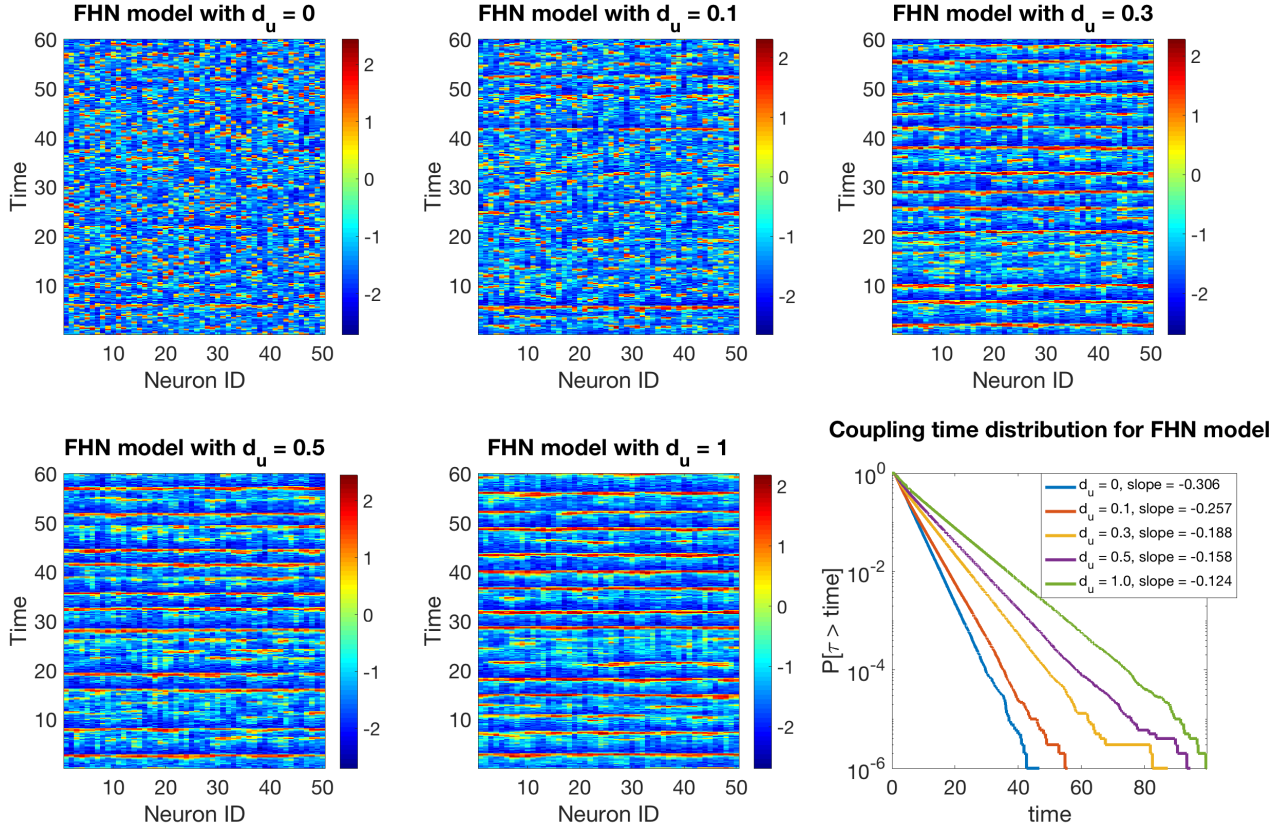 FHN model with d_u = 0
60
50
40
30
20
10
Time
10 20 30 40 50
Neuron ID
2
1
0
-1
-2
FHN model with d_u = 0.1
60
50
40
30
20
10
Time
10 20 30 40 50
Neuron ID
2
1
0
-1
-2
FHN model with d_u = 0.3
60
50
40
30
20
10
Time
10 20 30 40 50
Neuron ID
2
1
0
-1
-2
FHN model with d_u = 0.5
60
50
40
30
20
10
Time
10 20 30 40 50
Neuron ID
2
1
0
-1
-2
FHN model with d_u = 1
60
50
40
30
20
10
Time
10 20 30 40 50
Neuron ID
2
1
0
-1
-2
Coupling time distribution for FHN model
10^0
10^-2
10^-4
10^-6
P[τ > time]
d_u = 0, slope = -0.306
d_u = 0.1, slope = -0.257
d_u = 0.3, slope = -0.188
d_u = 0.5, slope = -0.158
d_u = 1.0, slope = -0.124
0 20 40 60 80
time